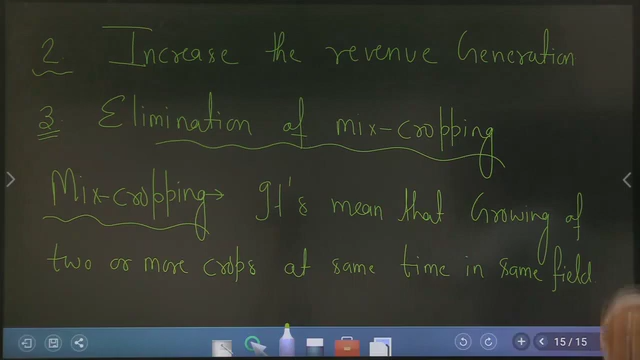 2 Increase the revenue Generation
3. Elimination of mix-cropping
Mix-cropping → It's mean that Growing of
two or more crops at same time in same field
15 / 15